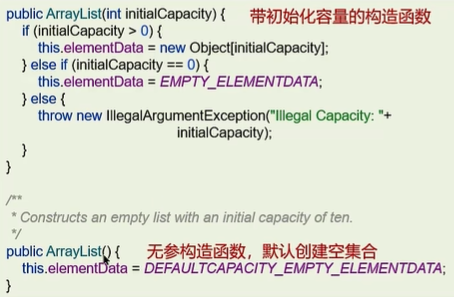 public ArrayList(int initialCapacity) { 带初始化容量的构造函数
if (initialCapacity > 0) {
this.elementData = new Object[initialCapacity];
} else if (initialCapacity == 0) {
this.elementData = EMPTY_ELEMENTDATA;
} else {
throw new IllegalArgumentException("Illegal Capacity: "+
initialCapacity);
}
}
/**
* Constructs an empty list with an initial capacity of ten.
*/
public ArrayList() { 无参构造函数，默认创建空集合
this.elementData = DEFAULTCAPACITY_EMPTY_ELEMENTDATA;
}